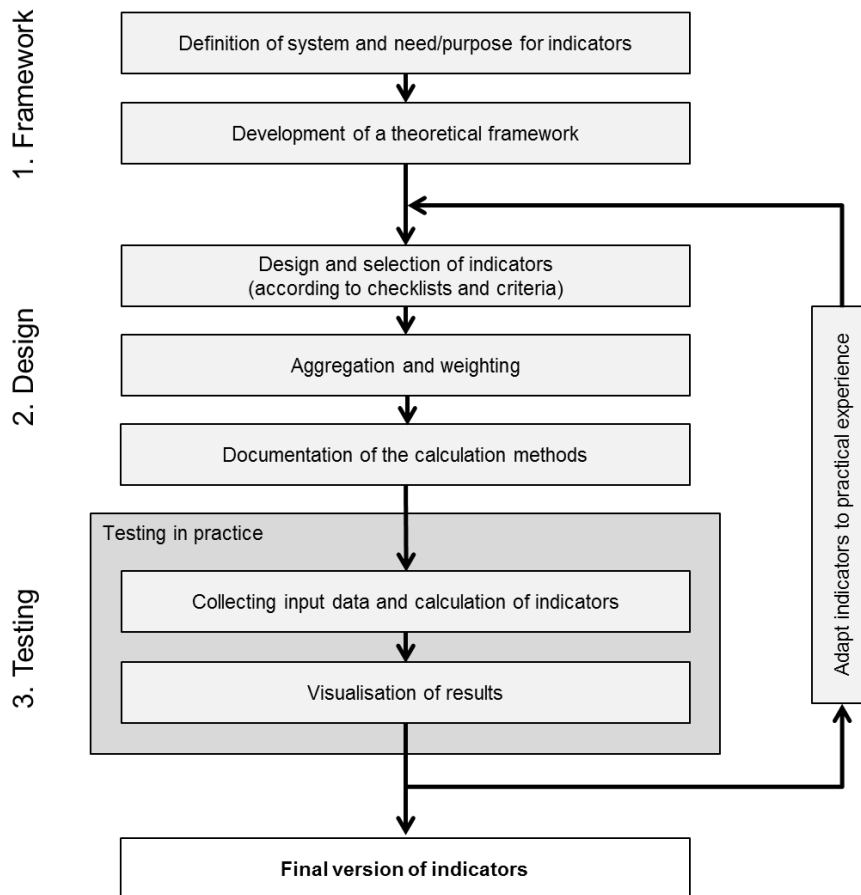 1. Framework
Definition of system and need/purpose for indicators
Development of a theoretical framework
2. Design
Design and selection of indicators
(according to checklists and criteria)
Aggregation and weighting
Documentation of the calculation methods
3. Testing
Testing in practice
Collecting input data and calculation of indicators
Visualisation of results
Adapt indicators to practical experience
Final version of indicators